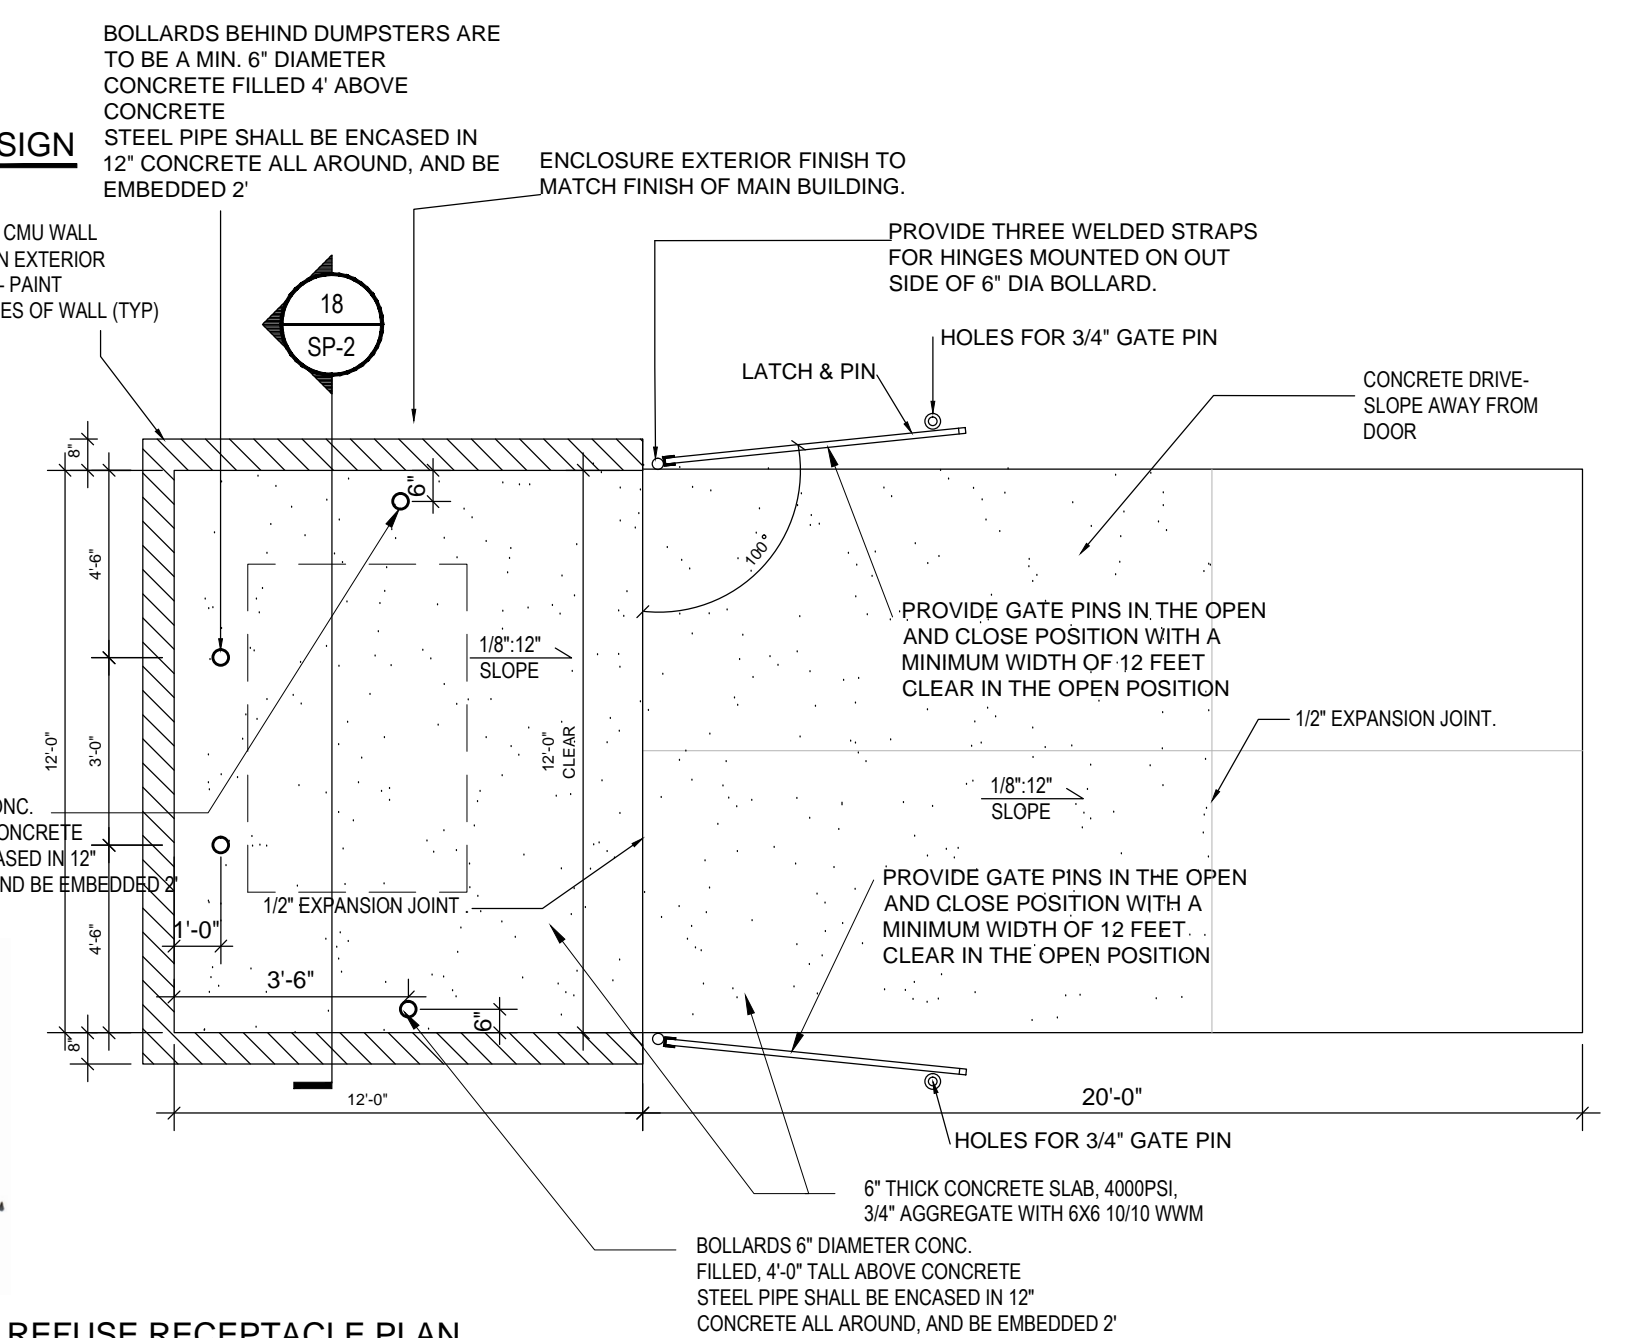 BOLLARDS BEHIND DUMPSTERS ARE
TO BE A MIN. 6" DIAMETER
CONCRETE FILLED 4' ABOVE
CONCRETE
STEEL PIPE SHALL BE ENCASED IN
12" CONCRETE ALL AROUND, AND BE
EMBEDDED 2'
SIGN
ENCLOSURE EXTERIOR FINISH TO
MATCH FINISH OF MAIN BUILDING.
CMU WALL
N EXTERIOR
- PAINT
ES OF WALL (TYP)
18
SP-2
PROVIDE THREE WELDED STRAPS
FOR HINGES MOUNTED ON OUT
SIDE OF 6" DIA BOLLARD.
HOLES FOR 3/4" GATE PIN
LATCH & PIN
CONCRETE DRIVE-
SLOPE AWAY FROM
DOOR
8"
6"
4'-6"
100°
1/8":12"
SLOPE
PROVIDE GATE PINS IN THE OPEN
AND CLOSE POSITION WITH A
MINIMUM WIDTH OF 12 FEET
CLEAR IN THE OPEN POSITION
1/2" EXPANSION JOINT.
12'-0"
3'-0"
12'-0"
CLEAR
1/8":12"
SLOPE
ONC.
ONCRETE
ASED IN 12"
ND BE EMBEDDED 2'
1/2" EXPANSION JOINT
PROVIDE GATE PINS IN THE OPEN
AND CLOSE POSITION WITH A
MINIMUM WIDTH OF 12 FEET
CLEAR IN THE OPEN POSITION
1'-0"
4'-6"
3'-6"
6"
8"
12'-0"
20'-0"
HOLES FOR 3/4" GATE PIN
6" THICK CONCRETE SLAB, 4000PSI,
3/4" AGGREGATE WITH 6X6 10/10 WWM
BOLLARDS 6" DIAMETER CONC.
FILLED, 4'-0" TALL ABOVE CONCRETE
STEEL PIPE SHALL BE ENCASED IN 12"
CONCRETE ALL AROUND, AND BE EMBEDDED 2'
REFUSE RECEPTACLE PLAN